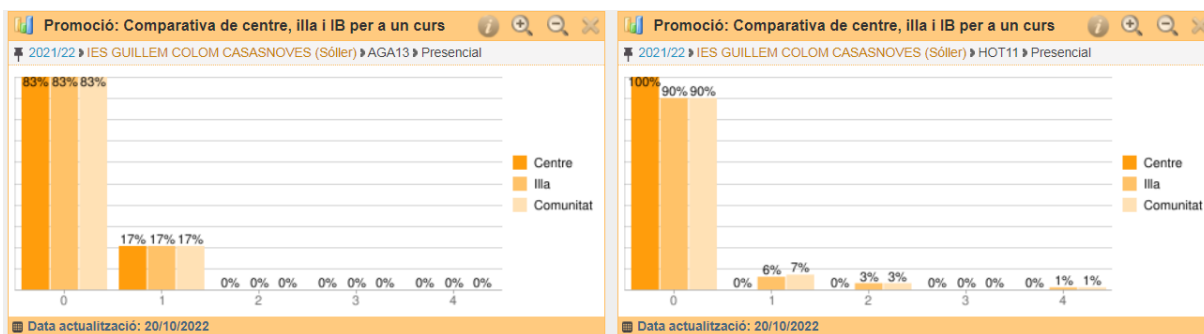 Promoció: Comparativa de centre, illa i IB per a un curs
2021/22 IES GUILLEM COLOM CASASNOVES (Sóller) AGA13 Presencial
83% 83% 83%
17% 17% 17%
0% 0% 0% 0% 0% 0% 0% 0% 0%
0 1 2 3 4
Centre
Illa
Comunitat
Data actualització: 20/10/2022
Promoció: Comparativa de centre, illa i IB per a un curs
2021/22 IES GUILLEM COLOM CASASNOVES (Sóller) HOT11 Presencial
100%
90% 90%
0% 6% 7% 0% 3% 3% 0% 0% 0% 0% 1% 1%
0 1 2 3 4
Centre
Illa
Comunitat
Data actualització: 20/10/2022